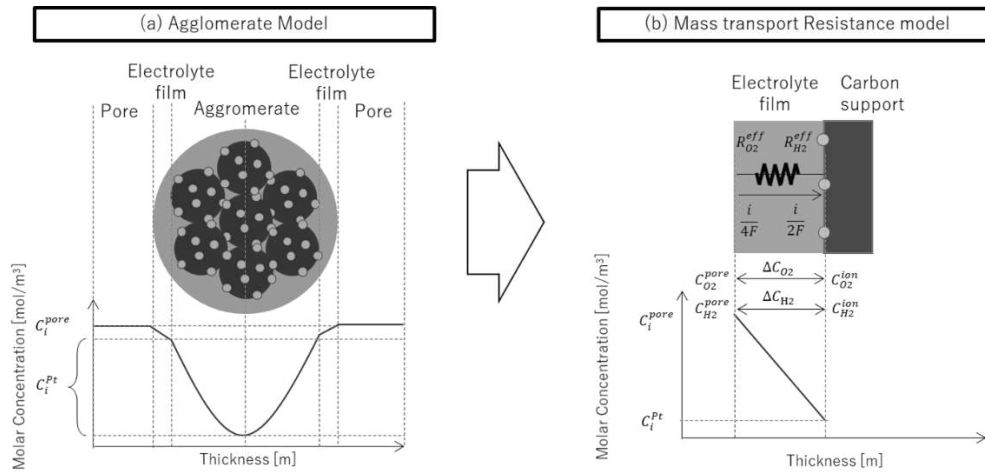 (a) Agglomerate Model
Electrolyte film
Electrolyte film
Pore
Aggromerate
Pore
Molar Concentration [mol/m³]
C_i^pore
C_i^Pt
Thickness [m]
(b) Mass transport Resistance model
Electrolyte film
Carbon support
R_O2^eff
R_H2^eff
i/4F
i/2F
C_O2^pore
ΔC_O2
C_O2^ion
C_H2^pore
ΔC_H2
C_H2^ion
Molar Concentration [mol/m³]
C_i^pore
C_i^Pt
Thickness [m]